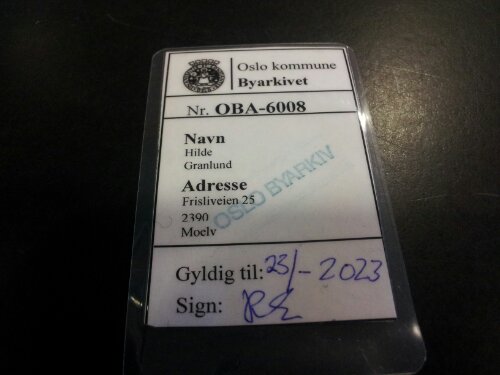 Oslo kommune
Byarkivet
Nr. OBA-6008
Navn
Hilde
Granlund
Adresse
Frisliveien 25
2390
Moelv
OSLO BYARKIV
Gyldig til: 23/- 2023
Sign: